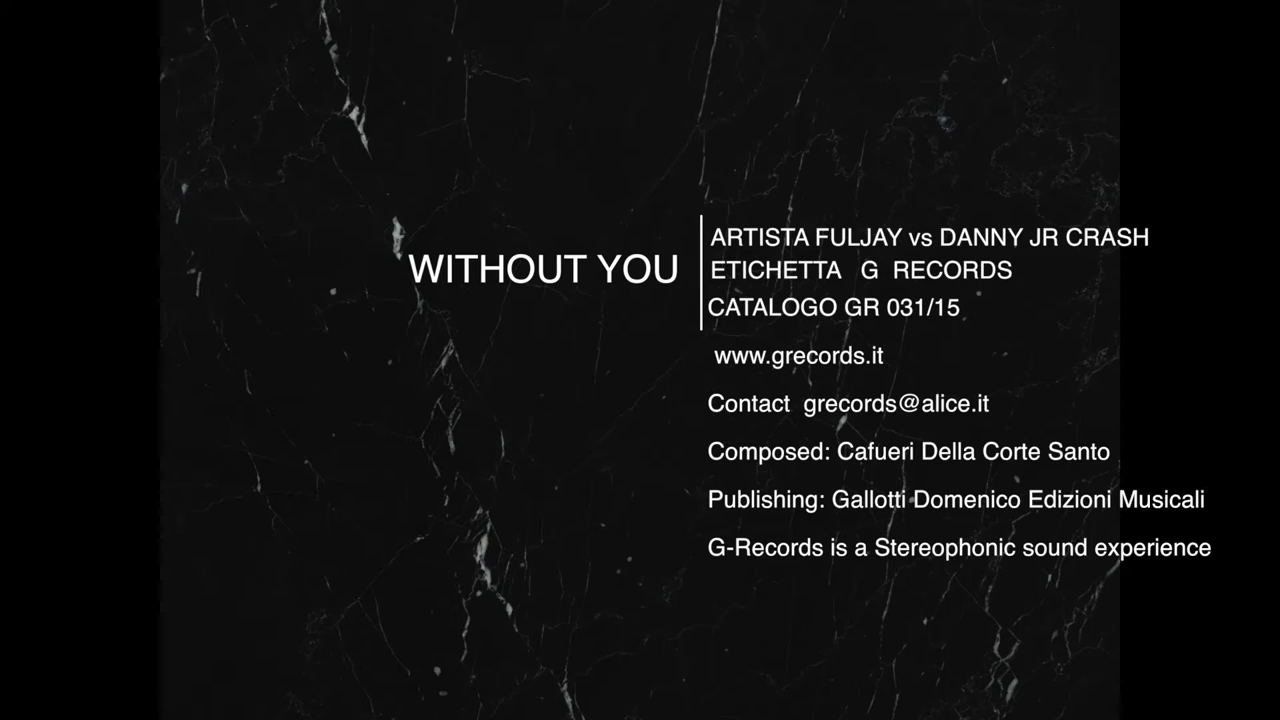 WITHOUT YOU
ARTISTA FULJAY vs DANNY JR CRASH
ETICHETTA G RECORDS
CATALOGO GR 031/15
www.grecords.it
Contact grecords@alice.it
Composed: Cafueri Della Corte Santo
Publishing: Gallotti Domenico Edizioni Musicali
G-Records is a Stereophonic sound experience